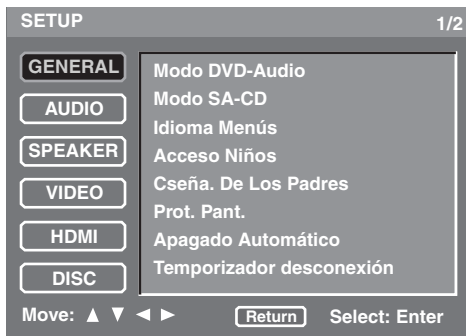 SETUP 1/2
GENERAL
AUDIO
SPEAKER
VIDEO
HDMI
DISC
Modo DVD-Audio
Modo SA-CD
Idioma Menús
Acceso Niños
Cseña. De Los Padres
Prot. Pant.
Apagado Automático
Temporizador desconexión
Move: ▲ ▼ ◄ ► Return Select: Enter